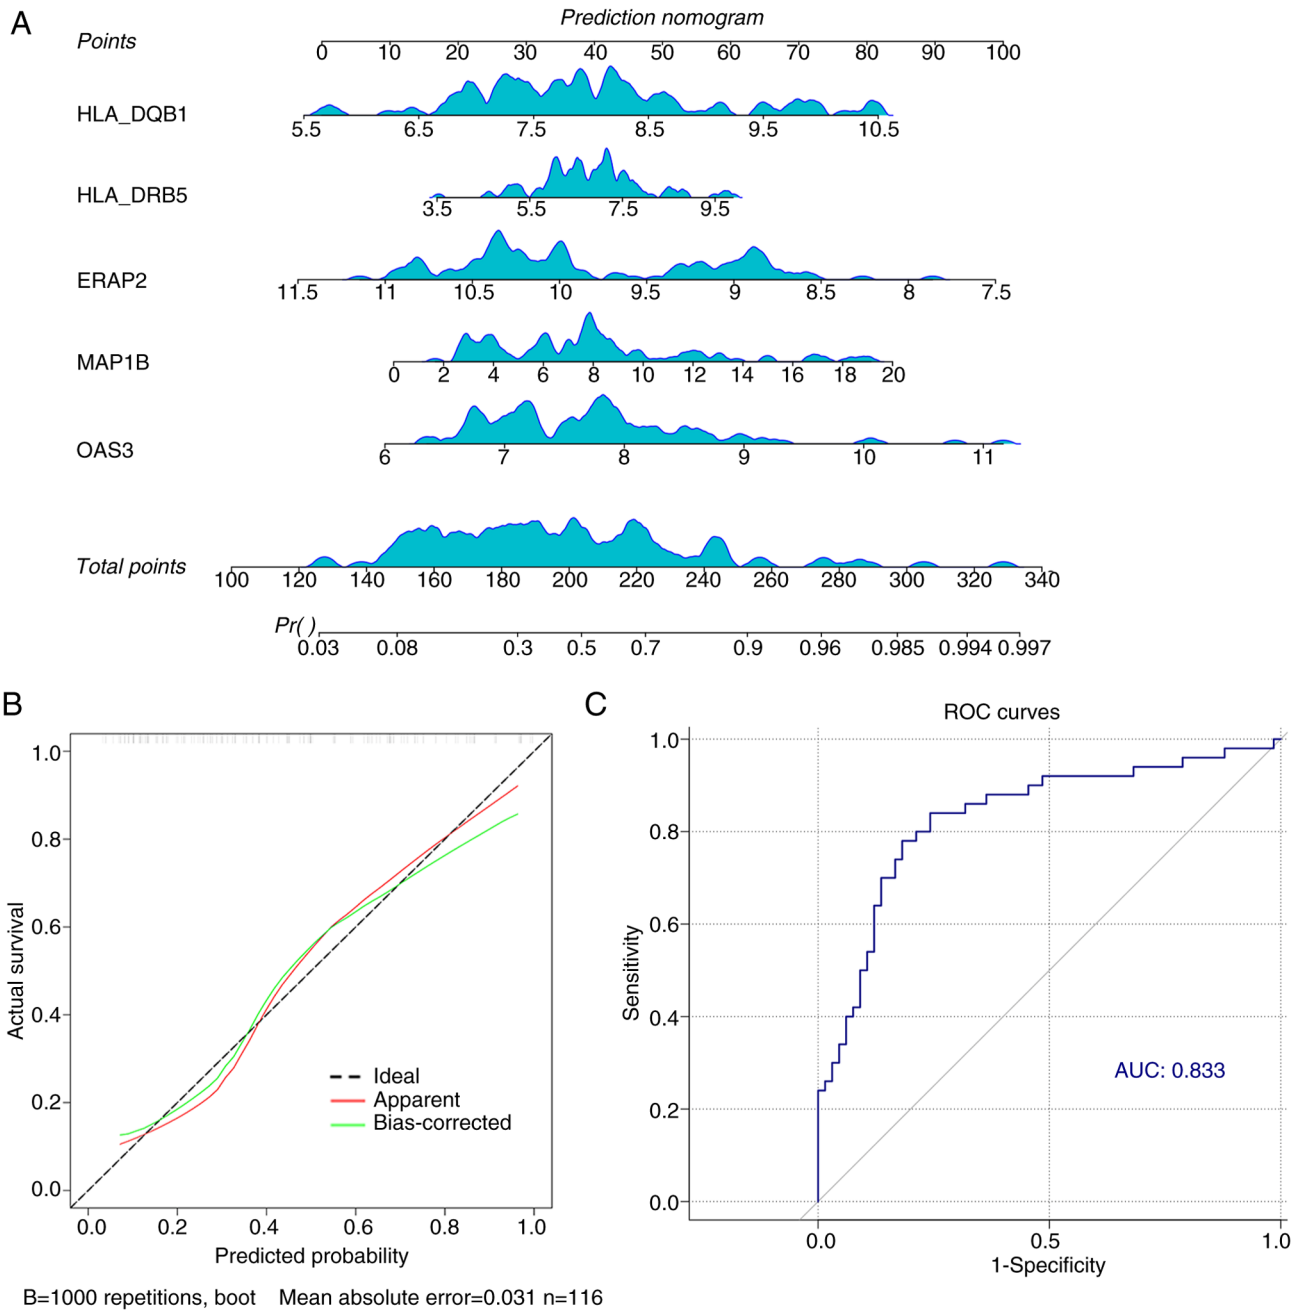 A
Prediction nomogram
Points
0 10 20 30 40 50 60 70 80 90 100
HLA_DQB1
5.5 6.5 7.5 8.5 9.5 10.5
HLA_DRB5
3.5 5.5 7.5 9.5
ERAP2
11.5 11 10.5 10 9.5 9 8.5 8 7.5
MAP1B
0 2 4 6 8 10 12 14 16 18 20
OAS3
6 7 8 9 10 11
Total points
100 120 140 160 180 200 220 240 260 280 300 320 340
Pr( )
0.03 0.08 0.3 0.5 0.7 0.9 0.96 0.985 0.994 0.997
B
Actual survival
1.0
0.8
0.6
0.4
0.2
0.0
Ideal
Apparent
Bias-corrected
0.0 0.2 0.4 0.6 0.8 1.0
Predicted probability
B=1000 repetitions, boot Mean absolute error=0.031 n=116
C
ROC curves
Sensitivity
1.0
0.8
0.6
0.4
0.2
0.0
AUC: 0.833
0.0 0.5 1.0
1-Specificity